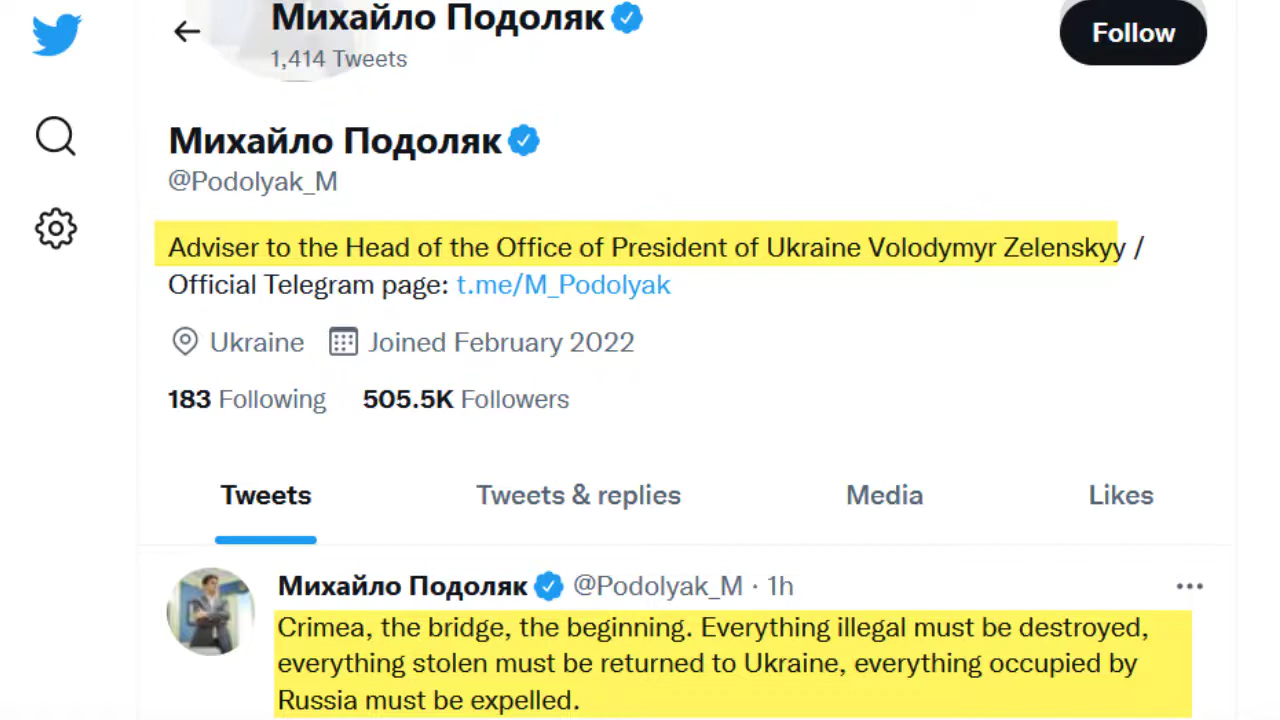 Михайло Подоляк
1,414 Tweets
Follow
Михайло Подоляк
@Podolyak_M
Adviser to the Head of the Office of President of Ukraine Volodymyr Zelenskyy /
Official Telegram page: t.me/M_Podolyak
Ukraine Joined February 2022
183 Following 505.5K Followers
Tweets Tweets & replies Media Likes
Михайло Подоляк @Podolyak_M · 1h
Crimea, the bridge, the beginning. Everything illegal must be destroyed,
everything stolen must be returned to Ukraine, everything occupied by
Russia must be expelled.